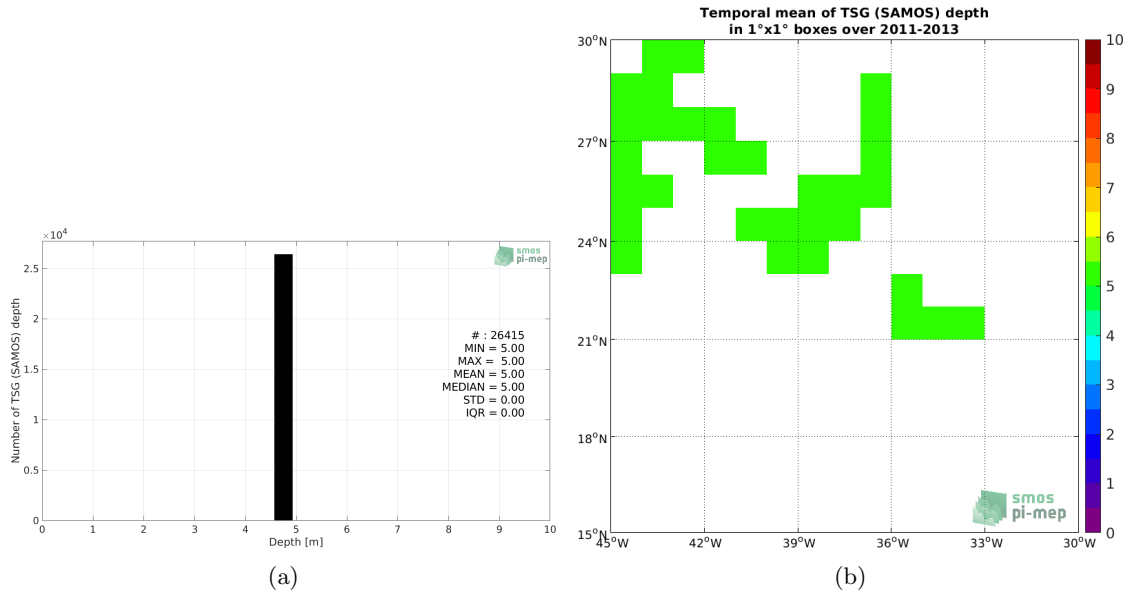 ×10⁴
2.5
2
1.5
1
0.5
0
0 1 2 3 4 5 6 7 8 9 10
Number of TSG (SAMOS) depth
Depth [m]
smos
pi-mep
# : 26415
MIN = 5.00
MAX = 5.00
MEAN = 5.00
MEDIAN = 5.00
STD = 0.00
IQR = 0.00
(a)
Temporal mean of TSG (SAMOS) depth
in 1°x1° boxes over 2011-2013
30°N
27°N
24°N
21°N
18°N
15°N
45°W 42°W 39°W 36°W 33°W 30°W
smos
pi-mep
10
9
8
7
6
5
4
3
2
1
0
(b)